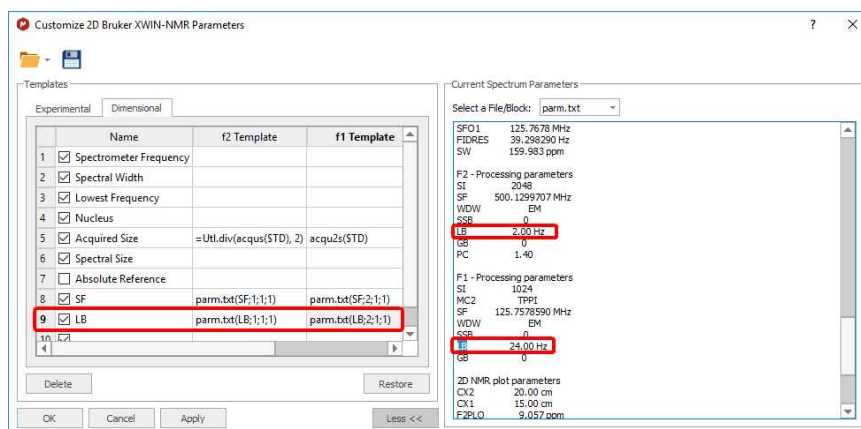 Customize 2D Bruker XWIN-NMR Parameters
? X
Templates
Experimental Dimensional
Name f2 Template f1 Template
1 Spectrometer Frequency
2 Spectral Width
3 Lowest Frequency
4 Nucleus
5 Acquired Size =Utl.div(acqus($TD), 2) acqu2s($TD)
6 Spectral Size
7 Absolute Reference
8 SF parm.txt(SF;1;1;1) parm.txt(SF;2;1;1)
9 LB parm.txt(LB;1;1;1) parm.txt(LB;2;1;1)
10
Delete Restore
OK Cancel Apply Less <<
Current Spectrum Parameters
Select a File/Block: parm.txt
SFO1 125.7678 MHz
FIDRES 39.298290 Hz
SW 159.983 ppm
F2 - Processing parameters
SI 2048
SF 500.1299707 MHz
WDW EM
SSB 0
LB 2.00 Hz
GB 0
PC 1.40
F1 - Processing parameters
SI 1024
MC2 TPPI
SF 125.7578590 MHz
WDW EM
SSB 0
LB 24.00 Hz
GB 0
2D NMR plot parameters
CX2 20.00 cm
CX1 15.00 cm
F2PLO 9.057 ppm